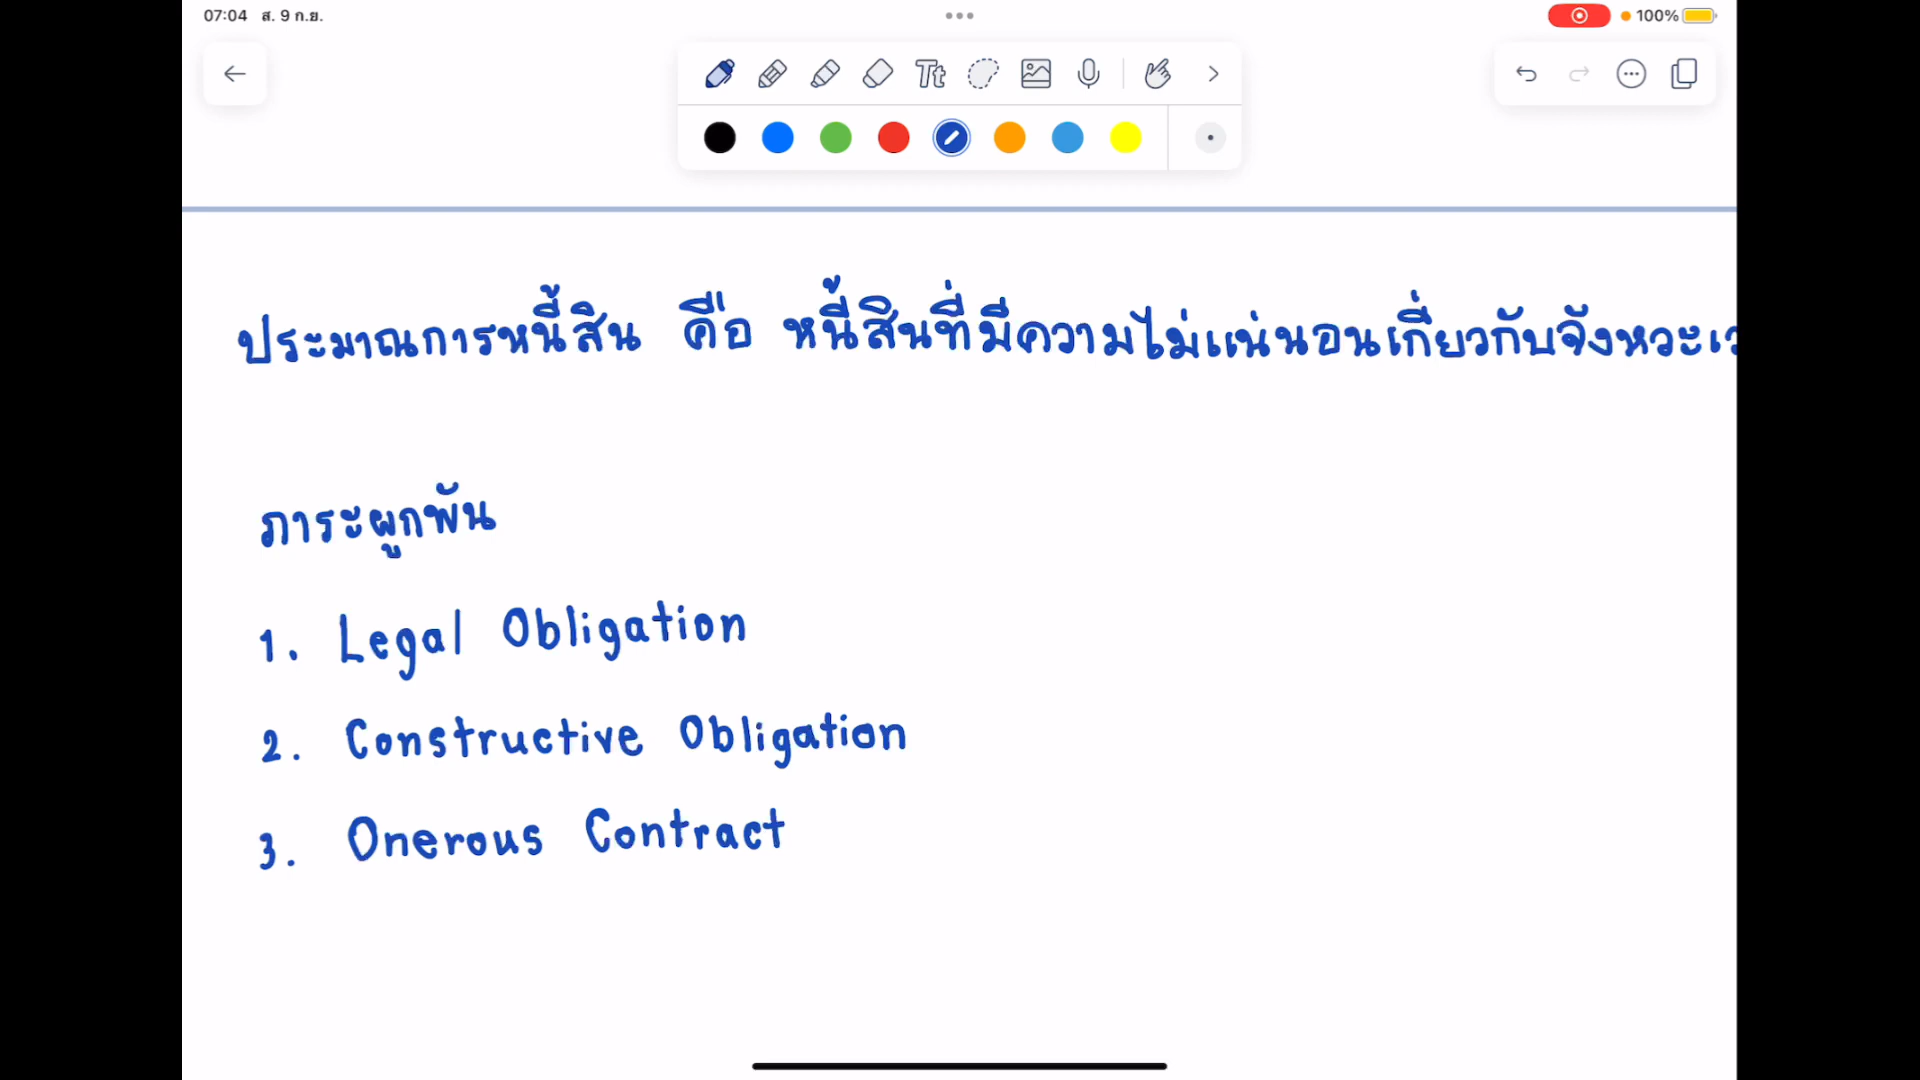 07:04 ส. 9 ก.ย.
100%
Tt
ประมาณการหนี้สิน คือ หนี้สินที่มีความไม่แน่นอนเกี่ยวกับจังหวะ
ภาระผูกพัน
1. Legal Obligation
2. Constructive Obligation
3. Onerous Contract